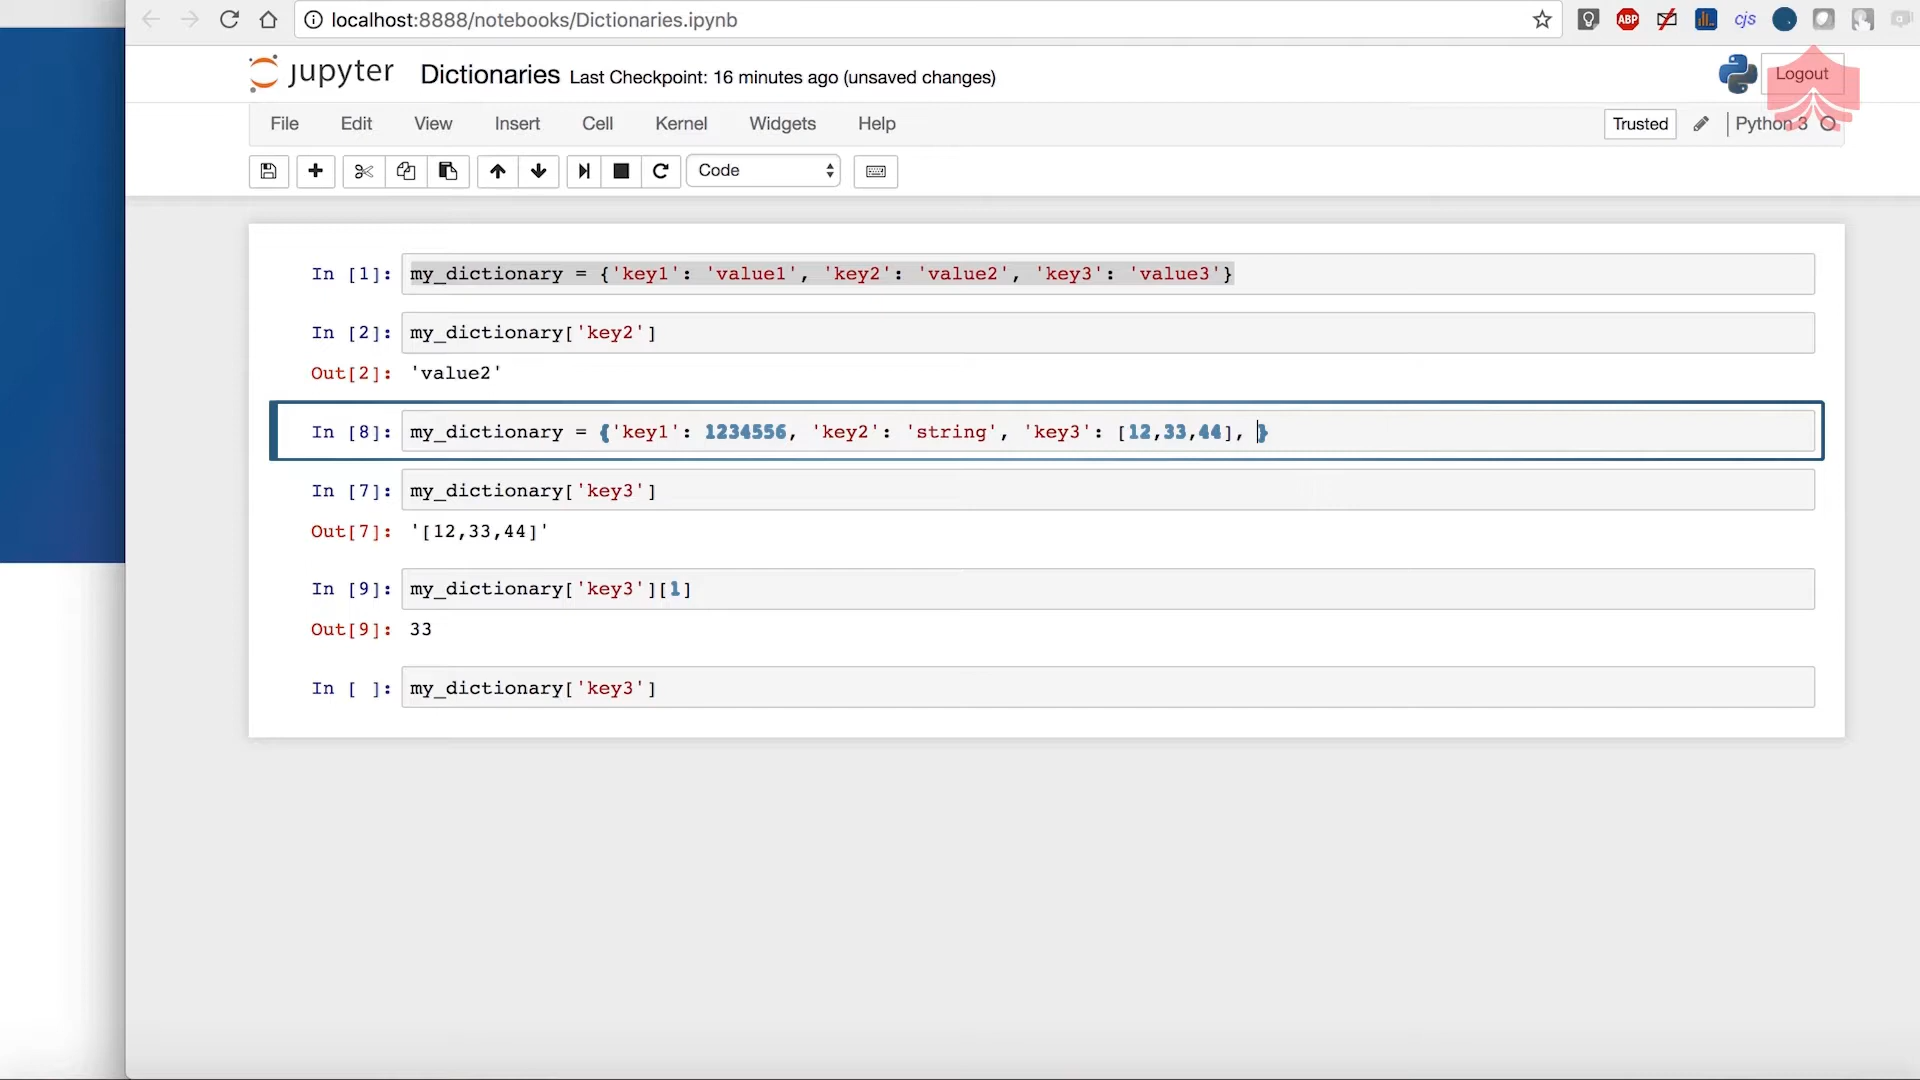 localhost:8888/notebooks/Dictionaries.ipynb
ABP
cjs
jupyter Dictionaries Last Checkpoint: 16 minutes ago (unsaved changes)
Logout
File Edit View Insert Cell Kernel Widgets Help
Trusted
Python 3
Code
In [1]: my_dictionary = {'key1': 'value1', 'key2': 'value2', 'key3': 'value3'}
In [2]: my_dictionary['key2']
Out[2]: 'value2'
In [8]: my_dictionary = {'key1': 1234556, 'key2': 'string', 'key3': [12,33,44], }
In [7]: my_dictionary['key3']
Out[7]: '[12,33,44]'
In [9]: my_dictionary['key3'][1]
Out[9]: 33
In [ ]: my_dictionary['key3']